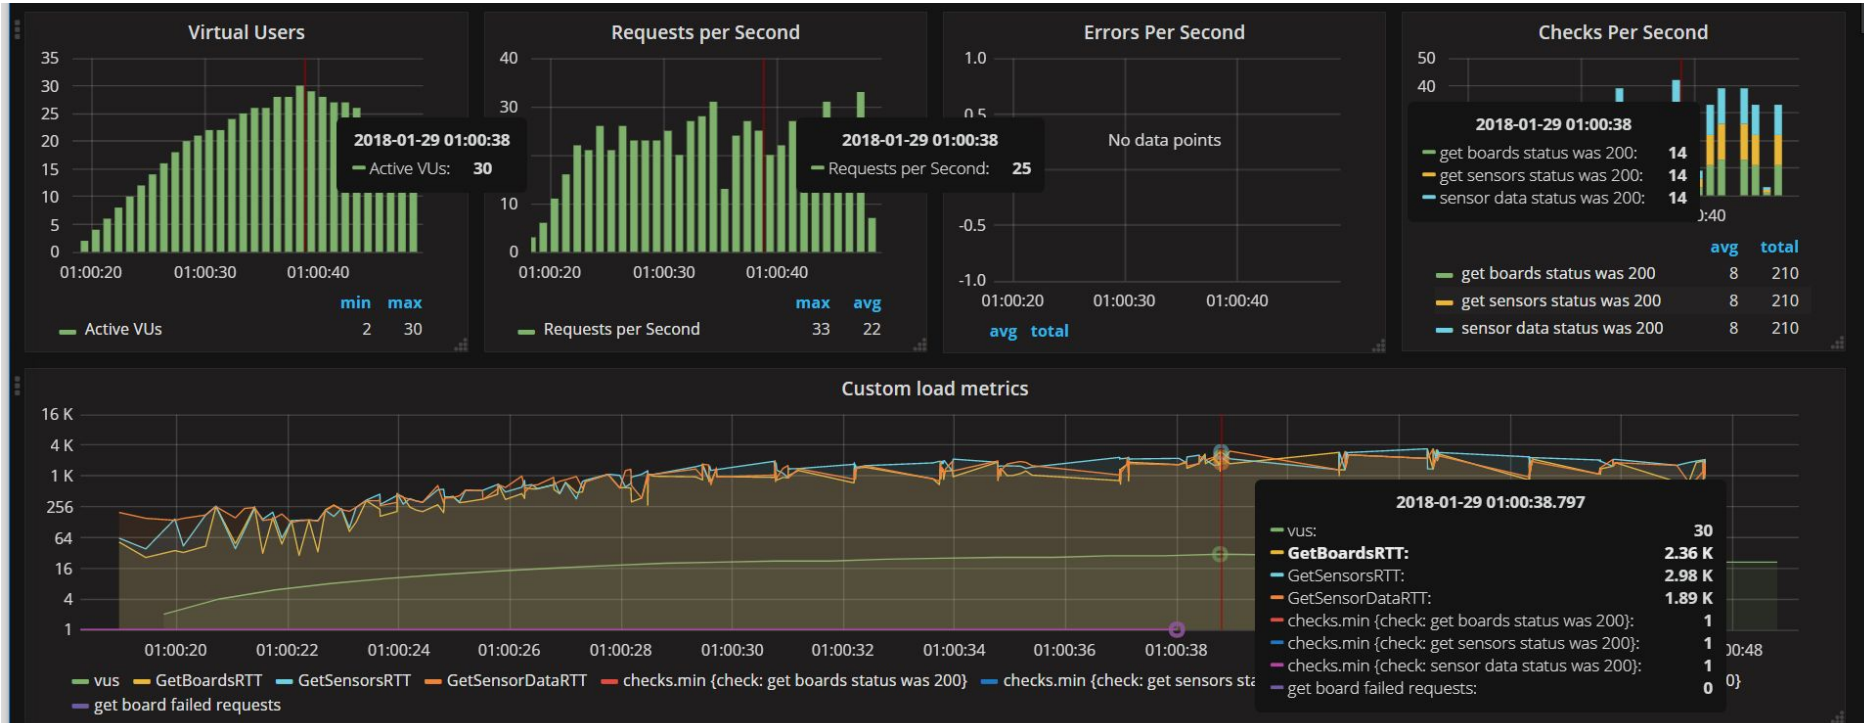 Virtual Users
35
30
25
20
15
10
5
0
01:00:20 01:00:30 01:00:40
min max
Active VUs 2 30
2018-01-29 01:00:38
Active VUs: 30
Requests per Second
40
30
10
0
01:00:20 01:00:30 01:00:40
max avg
Requests per Second 33 22
2018-01-29 01:00:38
Requests per Second: 25
Errors Per Second
1.0
0.5
-0.5
-1.0
No data points
01:00:20 01:00:30 01:00:40
avg total
Checks Per Second
50
40
2018-01-29 01:00:38
get boards status was 200: 14
get sensors status was 200: 14
sensor data status was 200: 14
0:40
avg total
get boards status was 200 8 210
get sensors status was 200 8 210
sensor data status was 200 8 210
Custom load metrics
16 K
4 K
1 K
256
64
16
4
1
01:00:20 01:00:22 01:00:24 01:00:26 01:00:28 01:00:30 01:00:32 01:00:34 01:00:36 01:00:38 00:48
2018-01-29 01:00:38.797
vus: 30
GetBoardsRTT: 2.36 K
GetSensorsRTT: 2.98 K
GetSensorDataRTT: 1.89 K
checks.min {check: get boards status was 200}: 1
checks.min {check: get sensors status was 200}: 1
checks.min {check: sensor data status was 200}: 1
get board failed requests: 0
vus GetBoardsRTT GetSensorsRTT GetSensorDataRTT checks.min {check: get boards status was 200} checks.min {check: get sensors sta 0}
get board failed requests